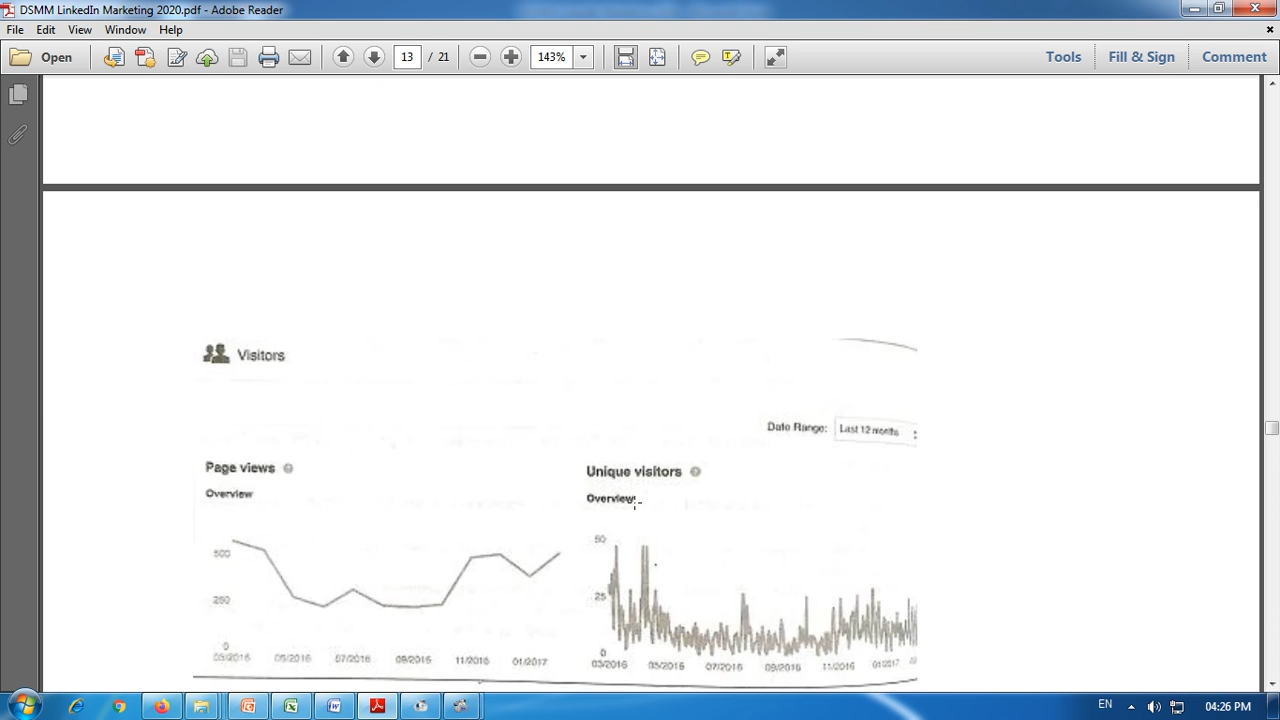 DSMM LinkedIn Marketing 2020.pdf - Adobe Reader
File Edit View Window Help
Open 13 / 21 143% Tools Fill & Sign Comment
Visitors
Date Range: Last 12 months
Page views
Overview
500
250
0
03/2016 05/2016 07/2016 09/2016 11/2016 01/2017
Unique visitors
Overview
50
25
0
03/2016 05/2016 07/2016 09/2016 11/2016 01/2017
EN 04:26 PM